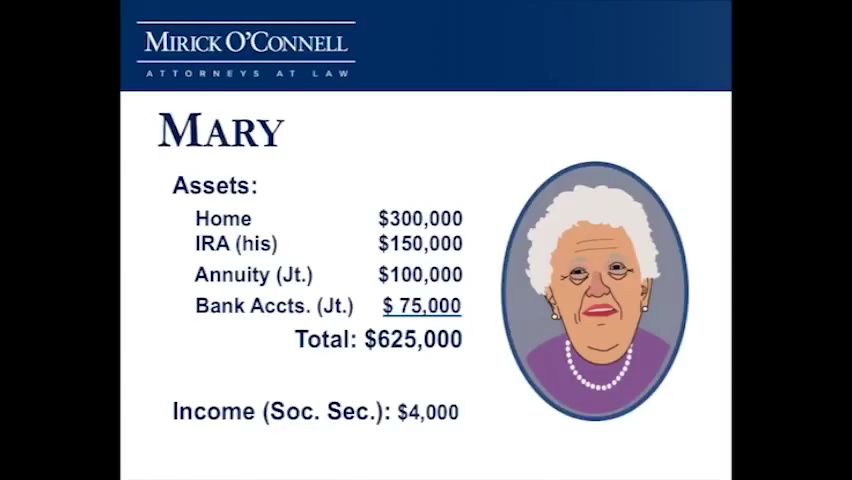 MIRICK O'CONNELL
ATTORNEYS AT LAW
MARY
Assets:
Home $300,000
IRA (his) $150,000
Annuity (Jt.) $100,000
Bank Accts. (Jt.) $ 75,000
Total: $625,000
Income (Soc. Sec.): $4,000